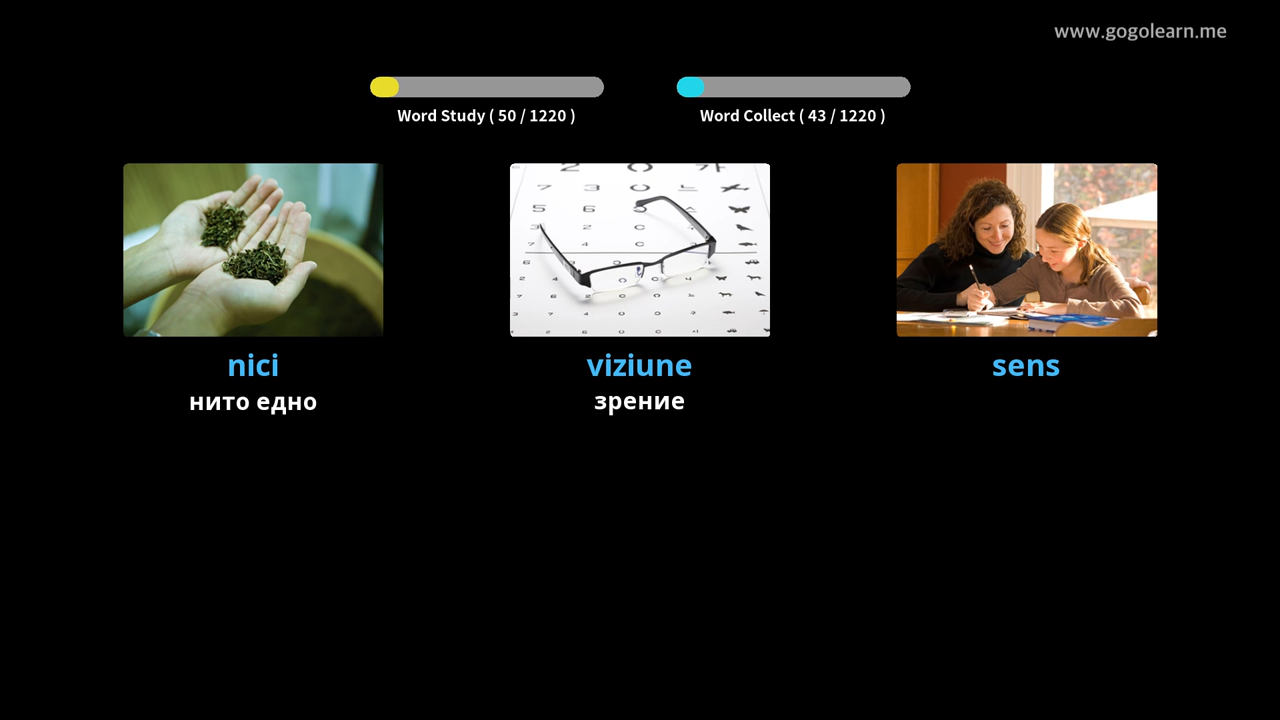 www.gogolearn.me
Word Study ( 50 / 1220 )
Word Collect ( 43 / 1220 )
nici
viziune
sens
нито едно
зрение